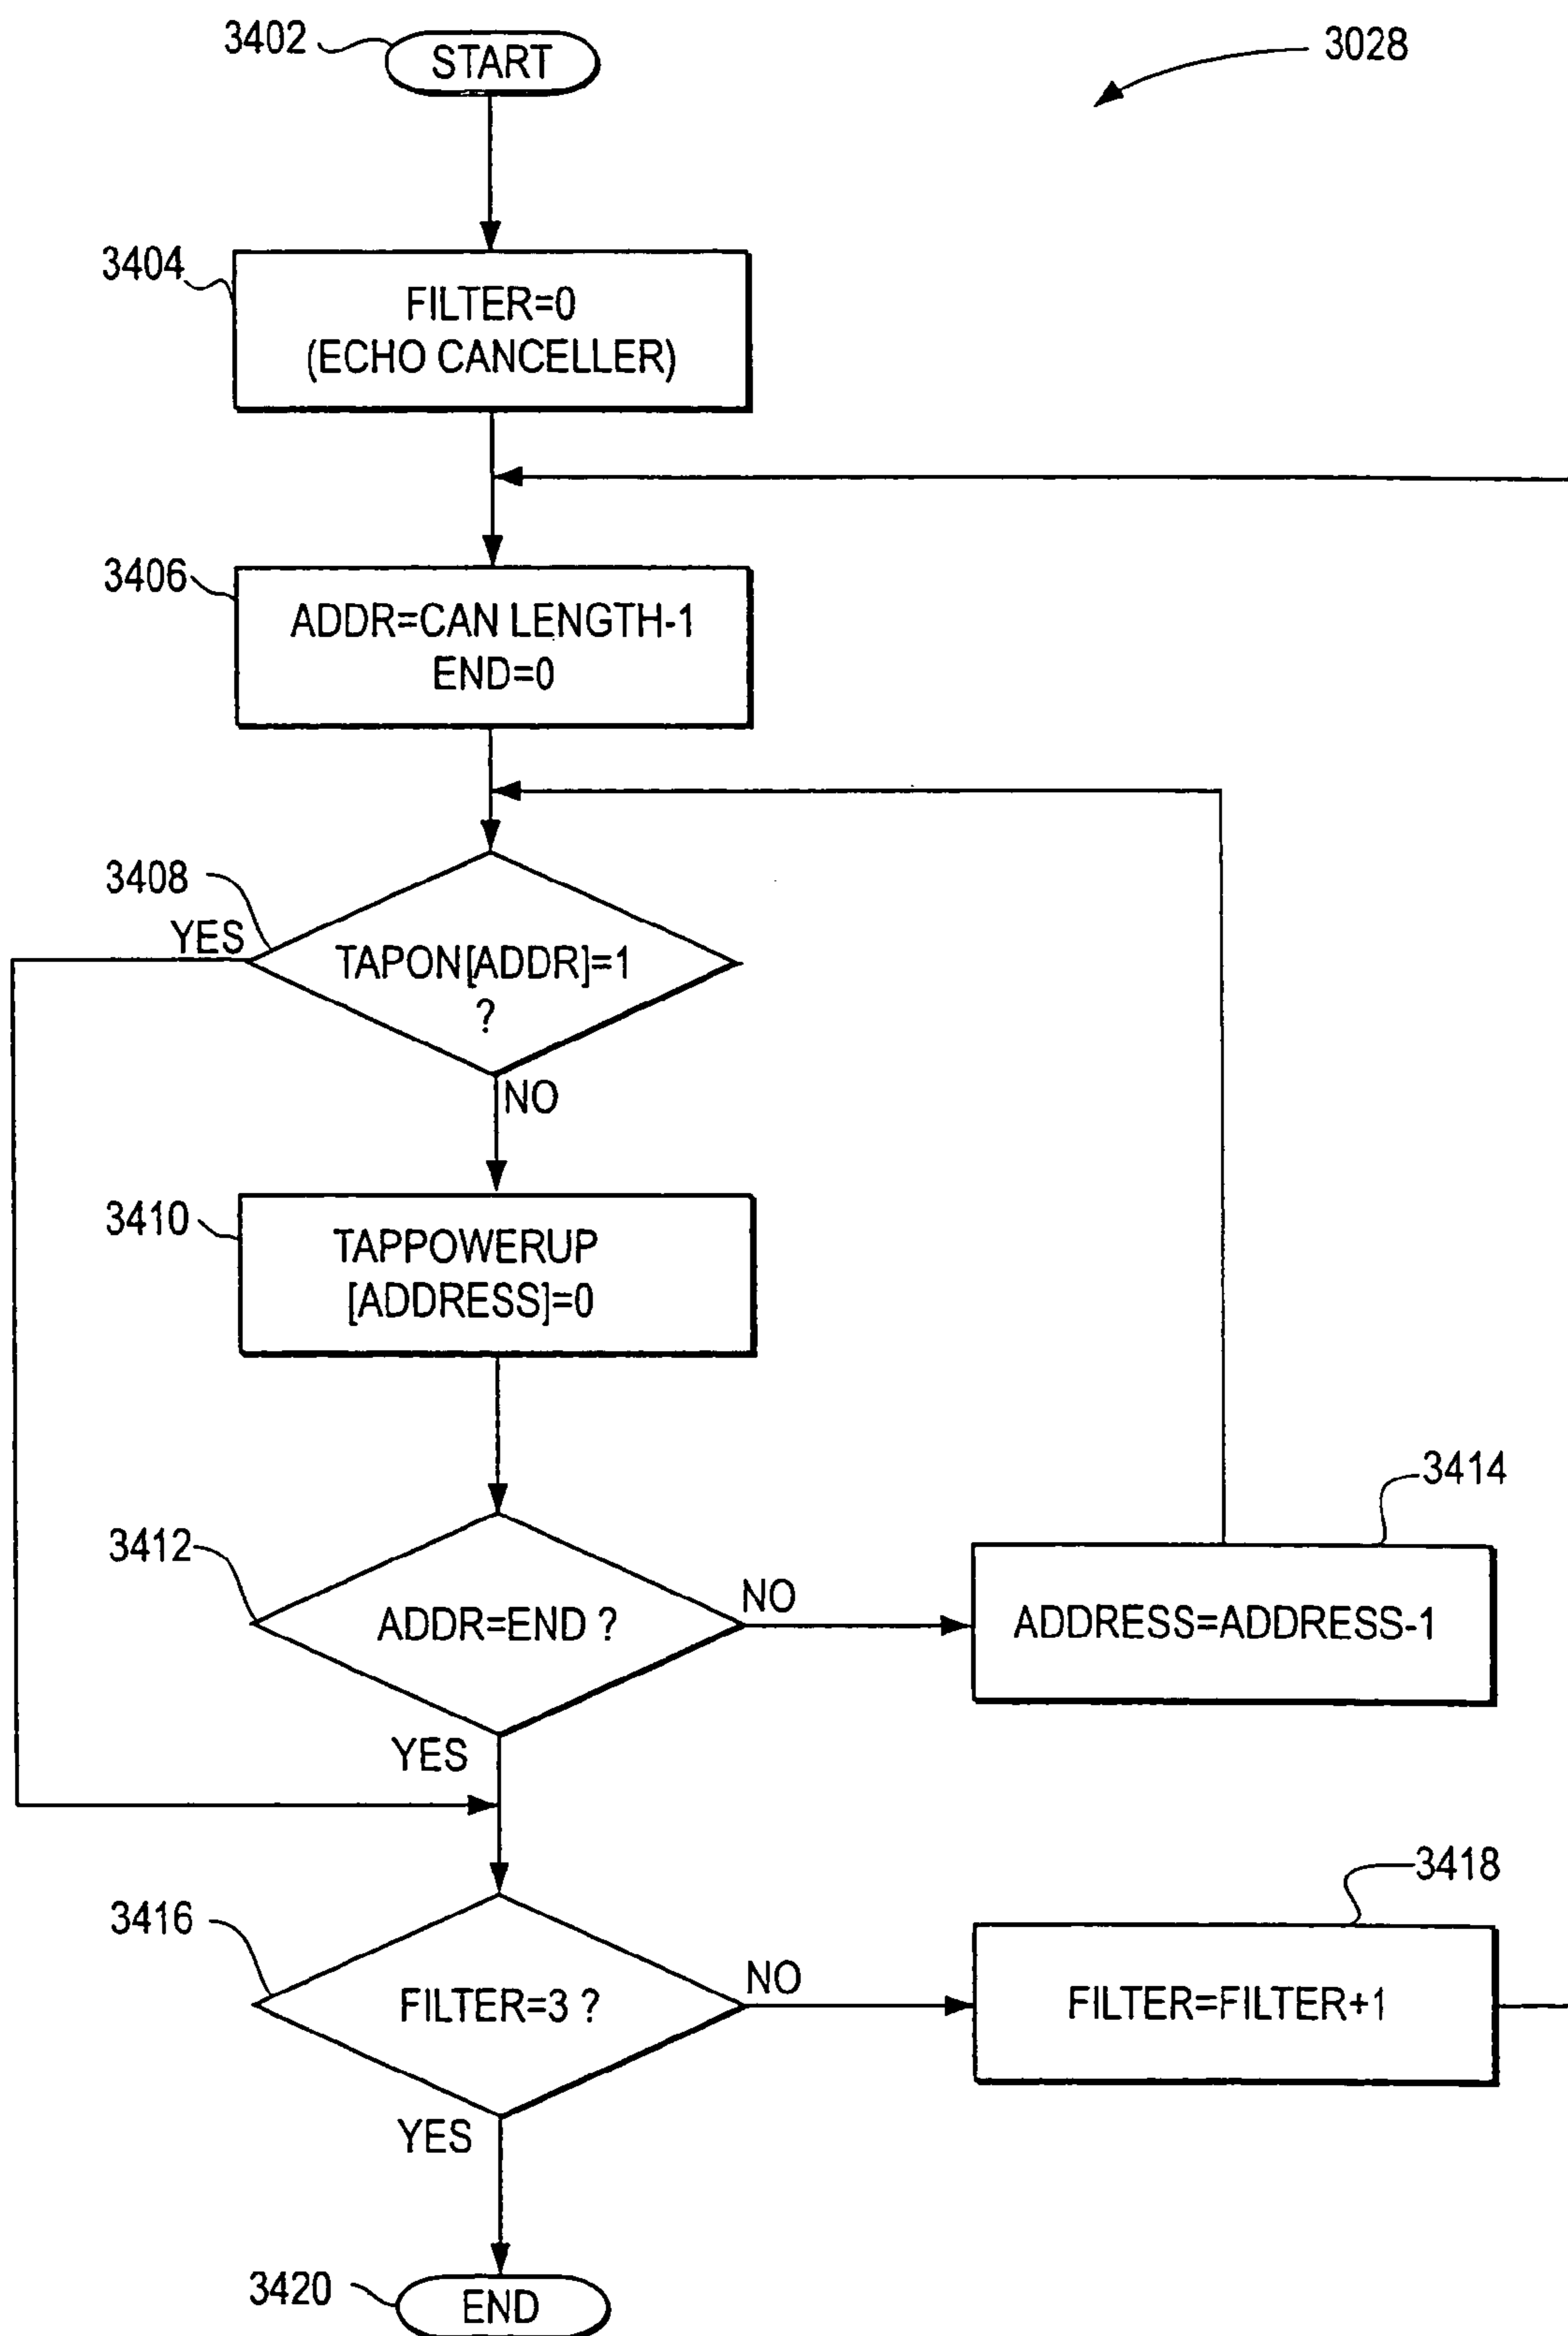 3402
START
3028
3404
FILTER=0
(ECHO CANCELLER)
3406
ADDR=CAN LENGTH-1
END=0
3408
YES
TAPON[ADDR]=1
?
NO
3410
TAPPOWERUP
[ADDRESS]=0
3414
3412
ADDR=END ?
NO
ADDRESS=ADDRESS-1
YES
3418
3416
FILTER=3 ?
NO
FILTER=FILTER+1
YES
3420
END